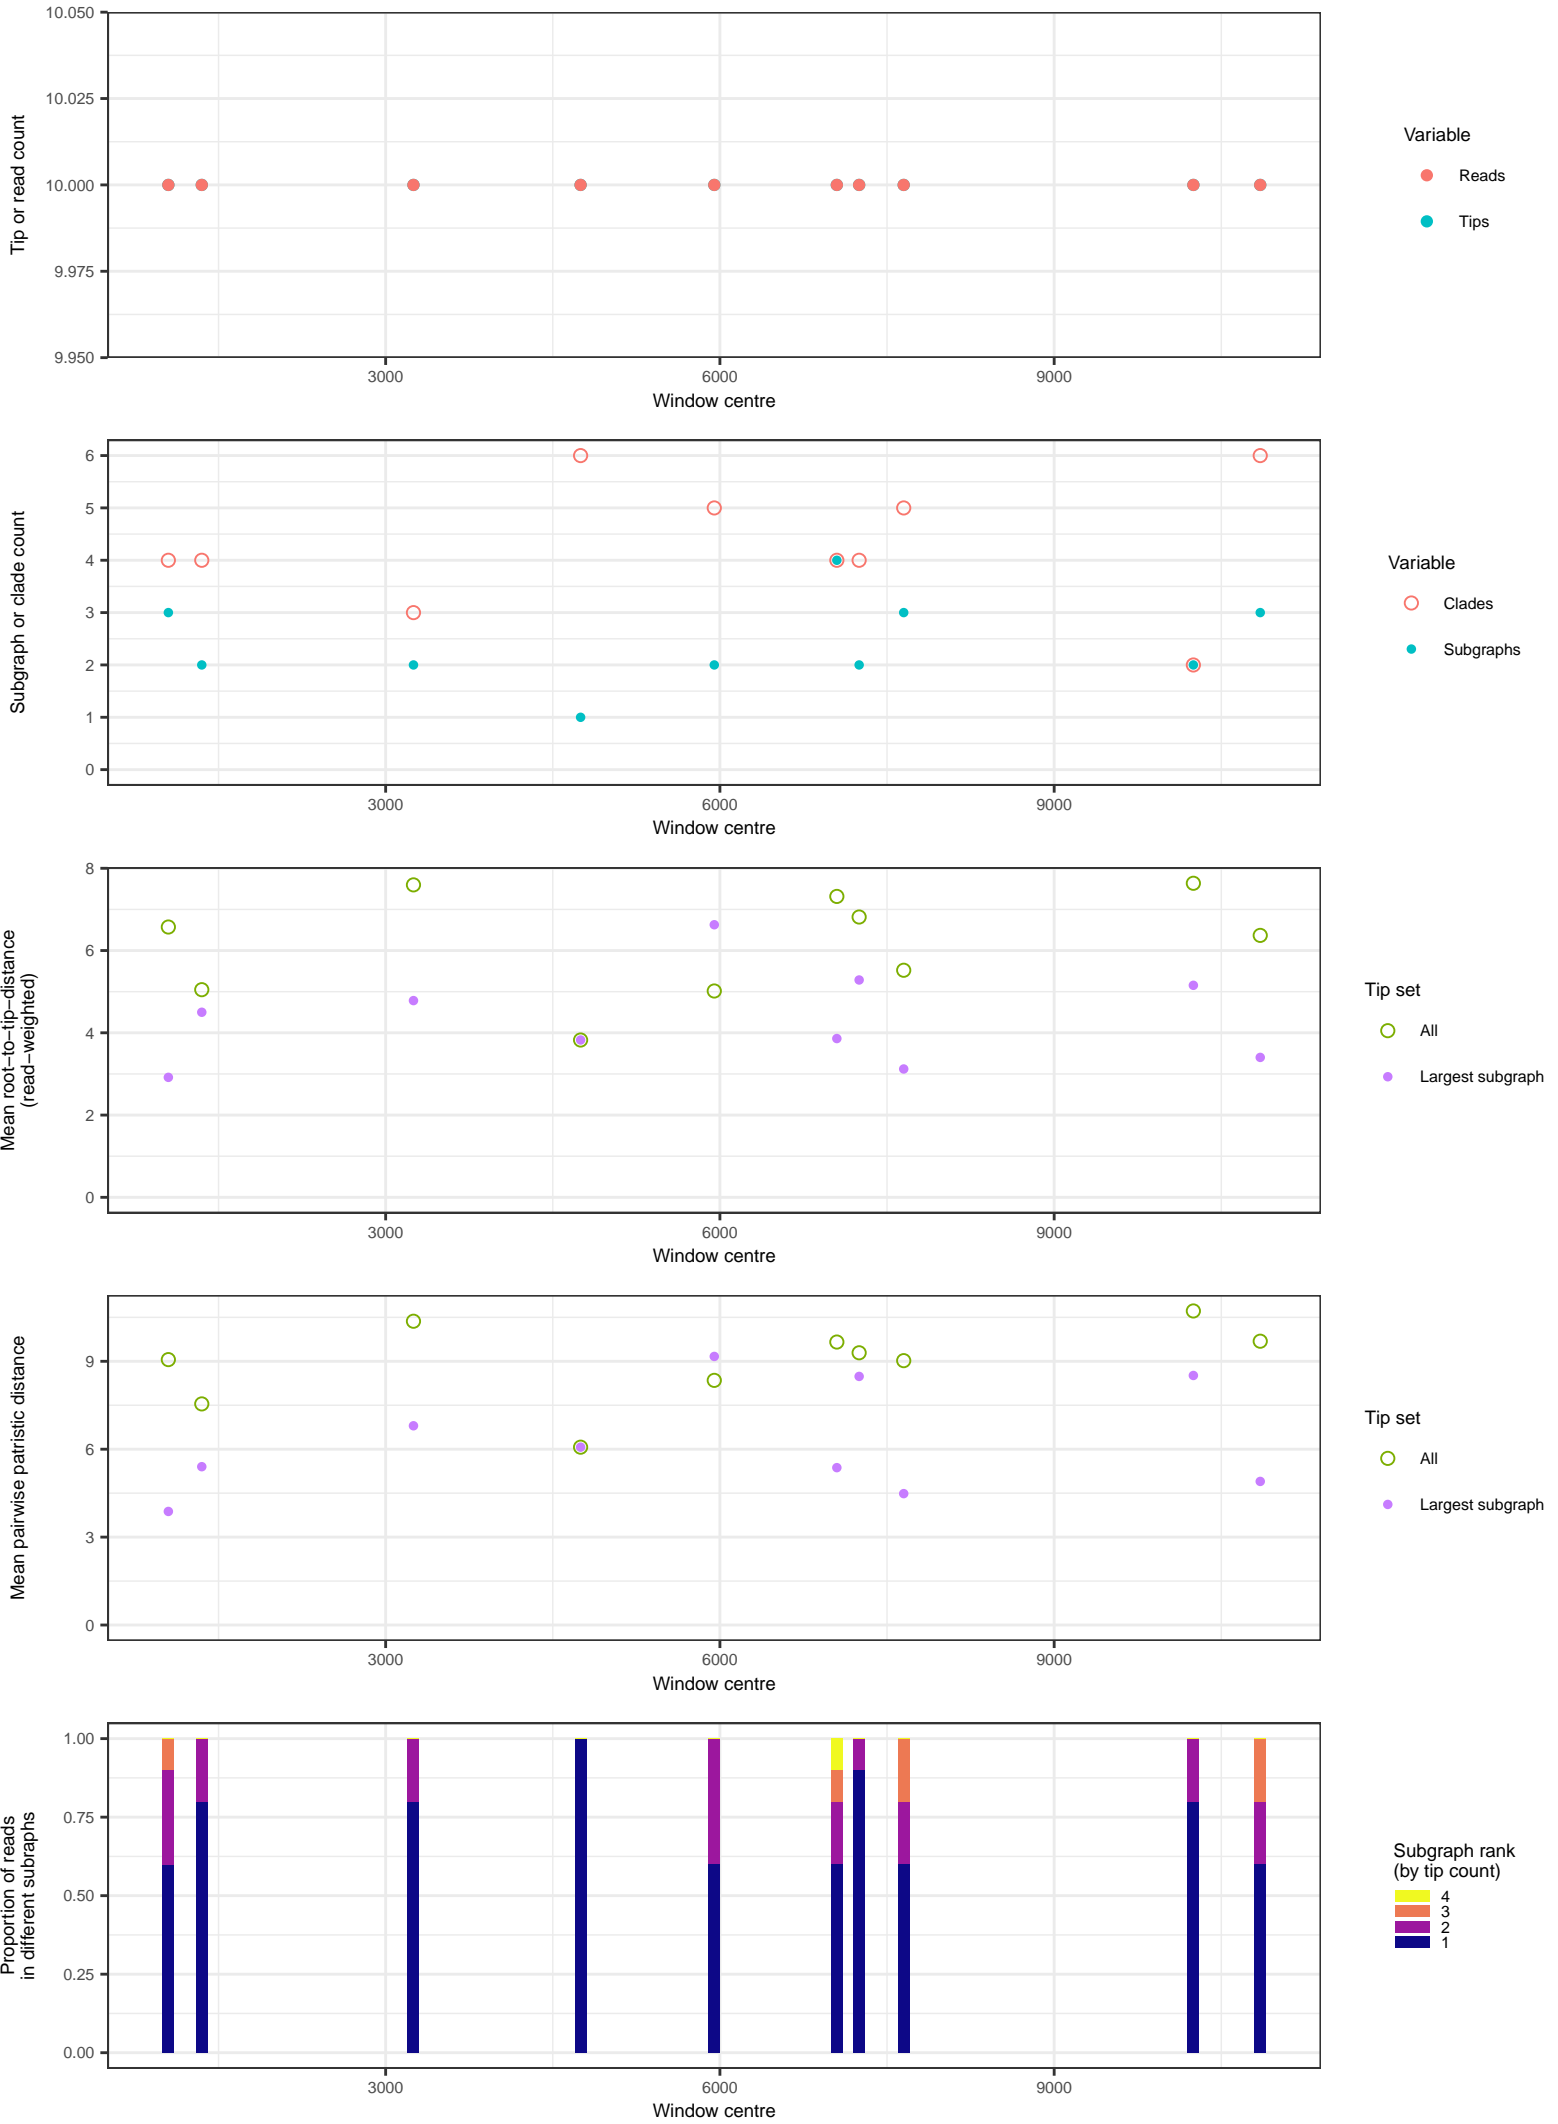 10.050
10.025
10.000
9.975
9.950
Tip or read count
3000
6000
9000
Window centre
Variable
Reads
Tips
6
5
4
3
2
1
0
Subgraph or clade count
3000
6000
9000
Window centre
Variable
Clades
Subgraphs
8
6
4
2
0
Mean root−to−tip−distance
(read−weighted)
3000
6000
9000
Window centre
Tip set
All
Largest subgraph
9
6
3
0
Mean pairwise patristic distance
3000
6000
9000
Window centre
Tip set
All
Largest subgraph
1.00
0.75
0.50
0.25
0.00
Proportion of reads
in different subraphs
3000
6000
9000
Window centre
Subgraph rank
(by tip count)
4
3
2
1